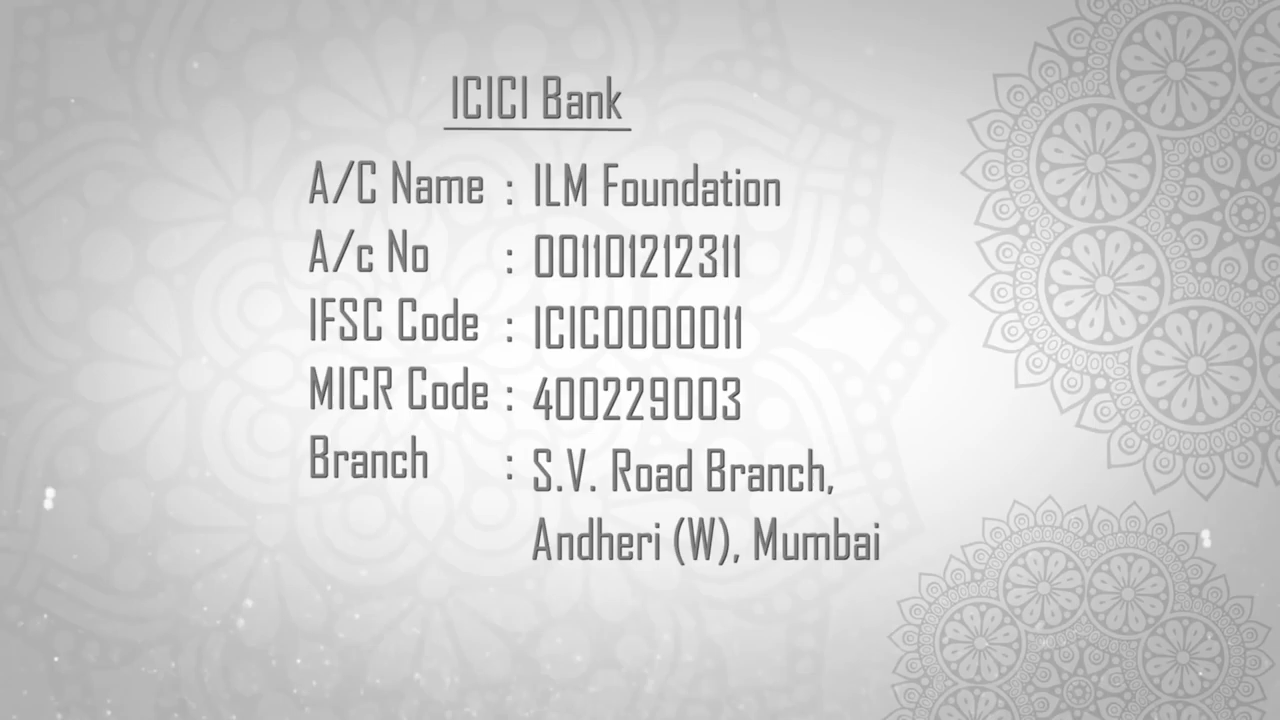 ICICI Bank
A/C Name : ILM Foundation
A/c No : 001101212311
IFSC Code : ICIC0000011
MICR Code : 400229003
Branch : S.V. Road Branch,
Andheri (W), Mumbai